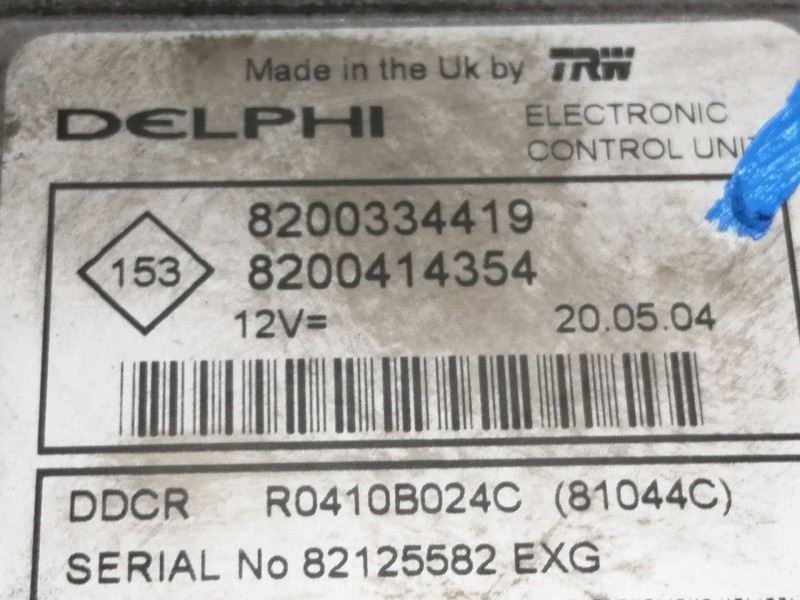 Made in the Uk by TRW
DELPHI
ELECTRONIC
CONTROL UNIT
153
8200334419
8200414354
12V=
20.05.04
DDCR R0410B024C (81044C)
SERIAL No 82125582 EXG